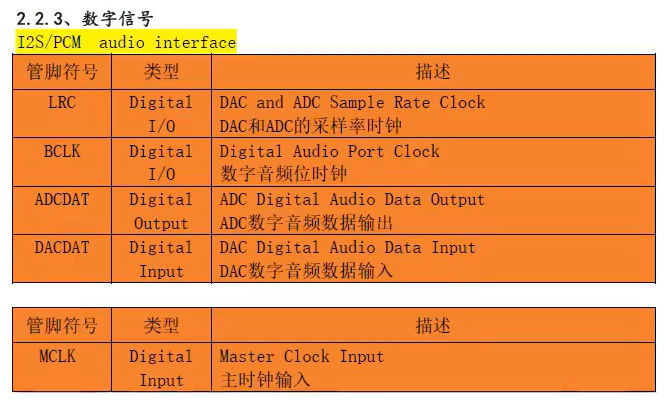 2.2.3、数字信号
I2S/PCM audio interface
管脚符号 类型 描述
LRC Digital DAC and ADC Sample Rate Clock
I/O DAC和ADC的采样率时钟
BCLK Digital Digital Audio Port Clock
I/O 数字音频位时钟
ADCDAT Digital ADC Digital Audio Data Output
Output ADC数字音频数据输出
DACDAT Digital DAC Digital Audio Data Input
Input DAC数字音频数据输入
管脚符号 类型 描述
MCLK Digital Master Clock Input
Input 主时钟输入